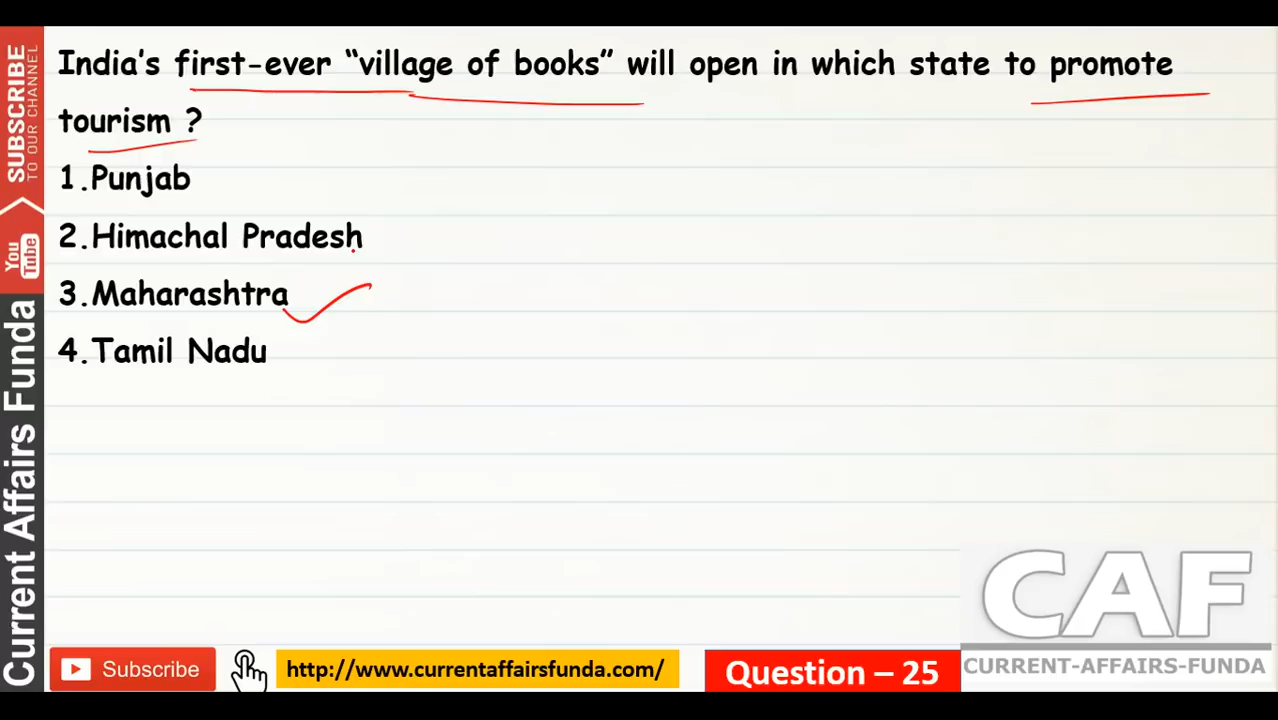 India's first-ever “village of books” will open in which state to promote
tourism ?
1.Punjab
2.Himachal Pradesh
3.Maharashtra
4.Tamil Nadu
SUBSCRIBE
TO OUR CHANNEL
You
Tube
Current Affairs Funda
CAF
CURRENT-AFFAIRS-FUNDA
Subscribe
http://www.currentaffairsfunda.com/
Question – 25